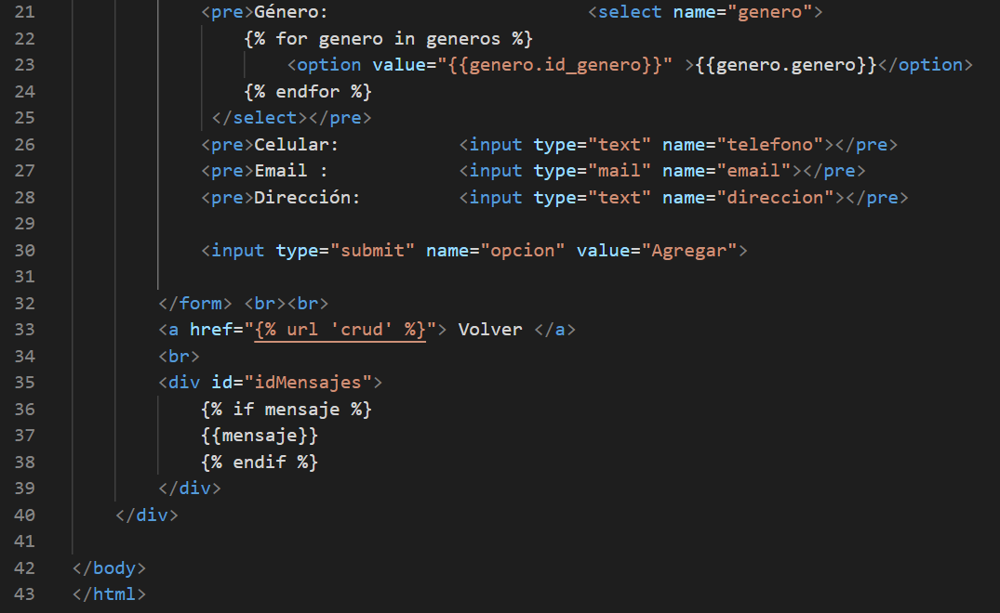 21 <pre>Género: <select name="genero">
22 {% for genero in generos %}
23 <option value="{{genero.id_genero}}" >{{genero.genero}}</option>
24 {% endfor %}
25 </select></pre>
26 <pre>Celular: <input type="text" name="telefono"></pre>
27 <pre>Email : <input type="mail" name="email"></pre>
28 <pre>Dirección: <input type="text" name="direccion"></pre>
29
30 <input type="submit" name="opcion" value="Agregar">
31
32 </form> <br><br>
33 <a href="{% url 'crud' %}"> Volver </a>
34 <br>
35 <div id="idMensajes">
36 {% if mensaje %}
37 {{mensaje}}
38 {% endif %}
39 </div>
40 </div>
41
42 </body>
43 </html>